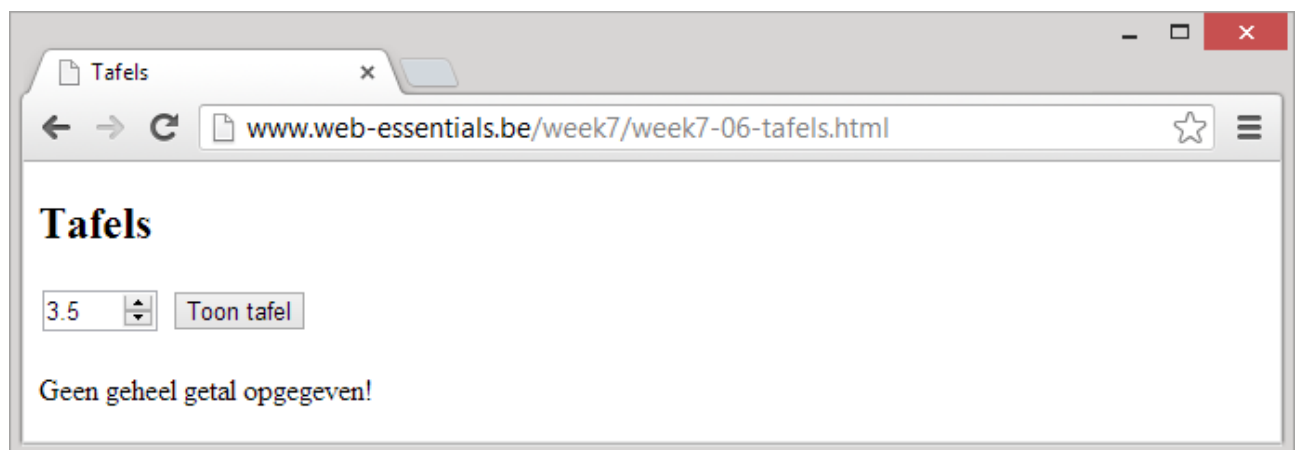 Tafels
www.web-essentials.be/week7/week7-06-tafels.html
Tafels
3.5 Toon tafel
Geen geheel getal opgegeven!